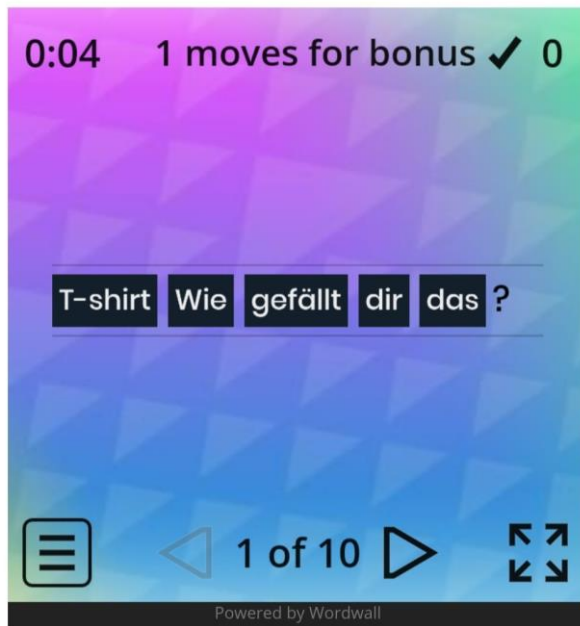 0:04 1 moves for bonus ✔ 0
T-shirt Wie gefällt dir das ?
1 of 10
Powered by Wordwall